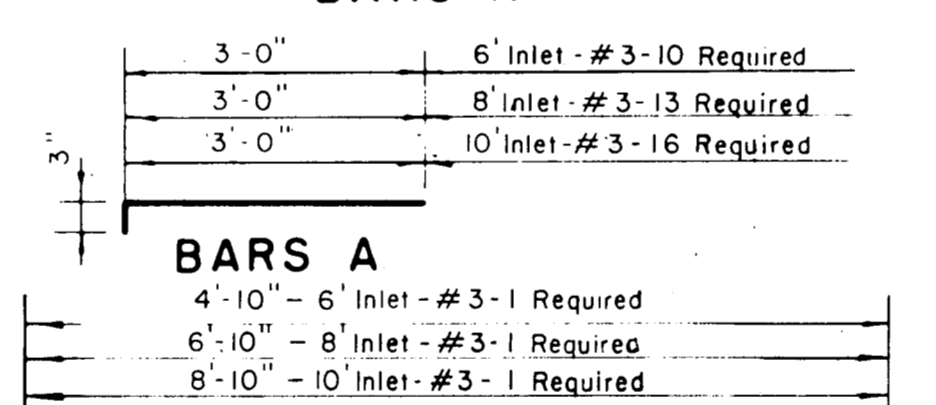 3-0" 6' Inlet - # 3-10 Required
3'-0" 8' Inlet - # 3-13 Required
3'-0" 10' Inlet - # 3-16 Required
3"
BARS A
4'-10" - 6' Inlet - # 3-1 Required
6'-10" - 8' Inlet - # 3-1 Required
8'-10" - 10' Inlet - # 3-1 Required